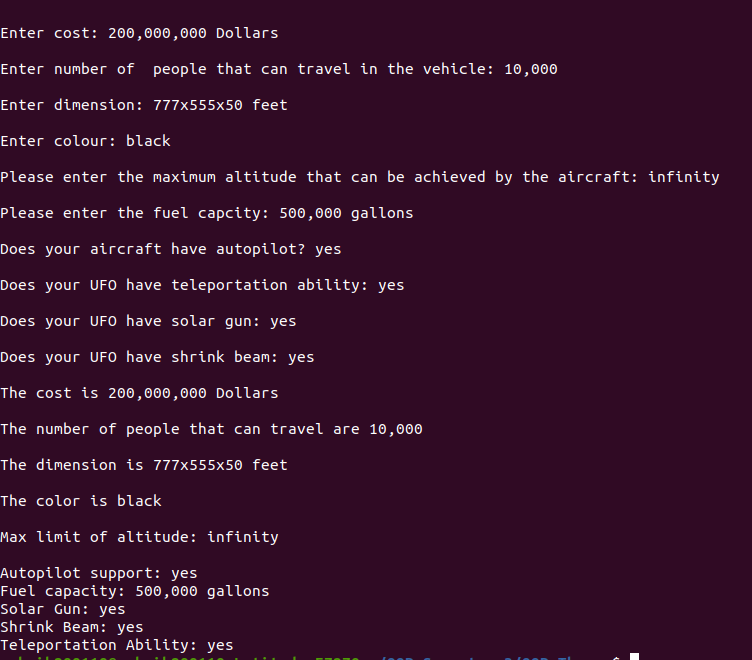 Enter cost: 200,000,000 Dollars
Enter number of  people that can travel in the vehicle: 10,000
Enter dimension: 777x555x50 feet
Enter colour: black
Please enter the maximum altitude that can be achieved by the aircraft: infinity
Please enter the fuel capcity: 500,000 gallons
Does your aircraft have autopilot? yes
Does your UFO have teleportation ability: yes
Does your UFO have solar gun: yes
Does your UFO have shrink beam: yes
The cost is 200,000,000 Dollars
The number of people that can travel are 10,000
The dimension is 777x555x50 feet
The color is black
Max limit of altitude: infinity
Autopilot support: yes
Fuel capacity: 500,000 gallons
Solar Gun: yes
Shrink Beam: yes
Teleportation Ability: yes